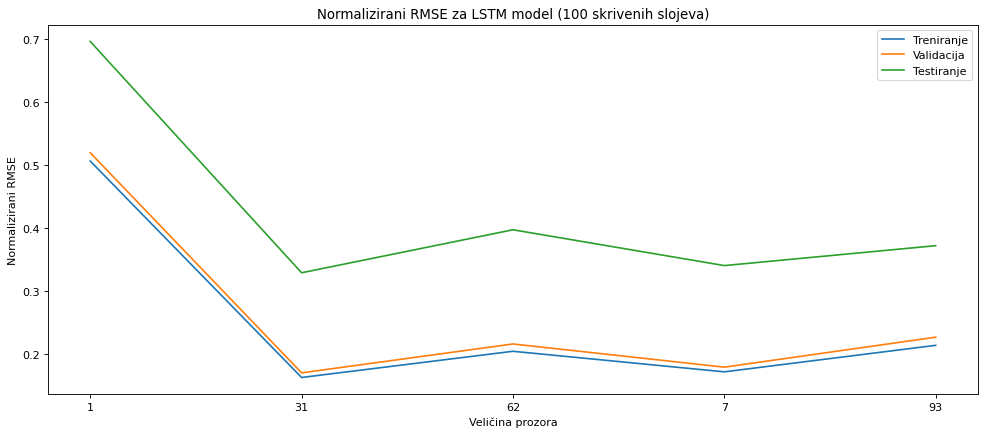 Normalizirani RMSE za LSTM model (100 skrivenih slojeva)
Treniranje
Validacija
Testiranje
Normalizirani RMSE
0.7
0.6
0.5
0.4
0.3
0.2
1 31 62 7 93
Veličina prozora